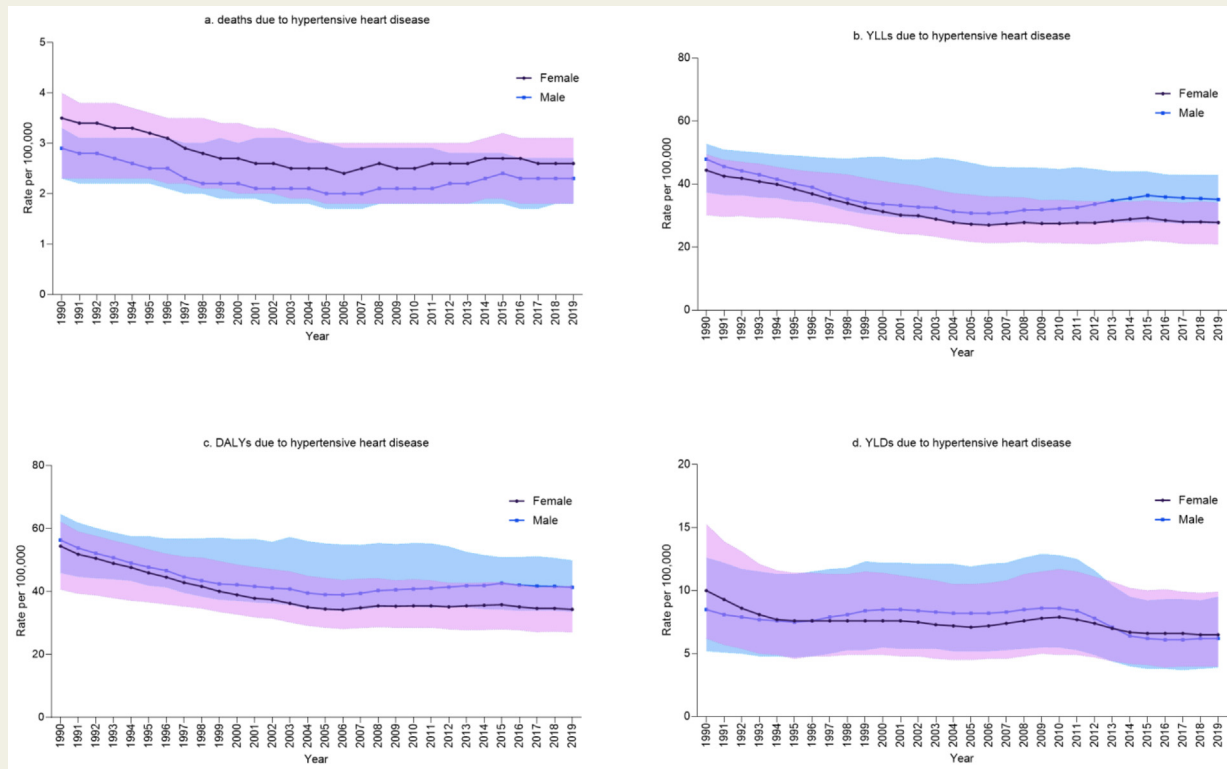 a. deaths due to hypertensive heart disease
5
4
3
2
1
0
Rate per 100,000
Female
Male
1990 1991 1992 1993 1994 1995 1996 1997 1998 1999 2000 2001 2002 2003 2004 2005 2006 2007 2008 2009 2010 2011 2012 2013 2014 2015 2016 2017 2018 2019
Year
b. YLLs due to hypertensive heart disease
80
60
40
20
0
Rate per 100,000
Female
Male
1990 1991 1992 1993 1994 1995 1996 1997 1998 1999 2000 2001 2002 2003 2004 2005 2006 2007 2008 2009 2010 2011 2012 2013 2014 2015 2016 2017 2018 2019
Year
c. DALYs due to hypertensive heart disease
80
60
40
20
0
Rate per 100,000
Female
Male
1990 1991 1992 1993 1994 1995 1996 1997 1998 1999 2000 2001 2002 2003 2004 2005 2006 2007 2008 2009 2010 2011 2012 2013 2014 2015 2016 2017 2018 2019
Year
d. YLDs due to hypertensive heart disease
20
15
10
5
0
Rate per 100,000
Female
Male
1990 1991 1992 1993 1994 1995 1996 1997 1998 1999 2000 2001 2002 2003 2004 2005 2006 2007 2008 2009 2010 2011 2012 2013 2014 2015 2016 2017 2018 2019
Year